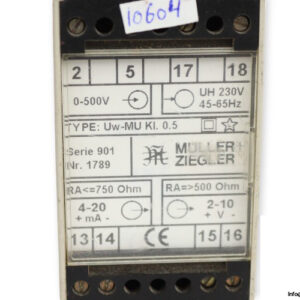 10604
2 5 17 18
0-500V UH 230V
45-65Hz
TYPE: Uw-MU Kl. 0.5
Serie 901 MÜLLER+
Nr. 1789 ZIEGLER
RA<=750 Ohm RA=>500 Ohm
4-20 2-10
+ mA - + V -
13 14 CE 15 16